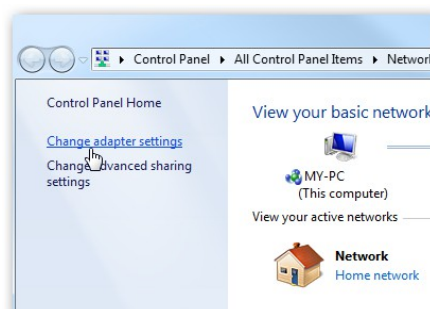 Control Panel ▸ All Control Panel Items ▸ Network
Control Panel Home
Change adapter settings
Change advanced sharing
settings
View your basic network
MY-PC
(This computer)
View your active networks
Network
Home network